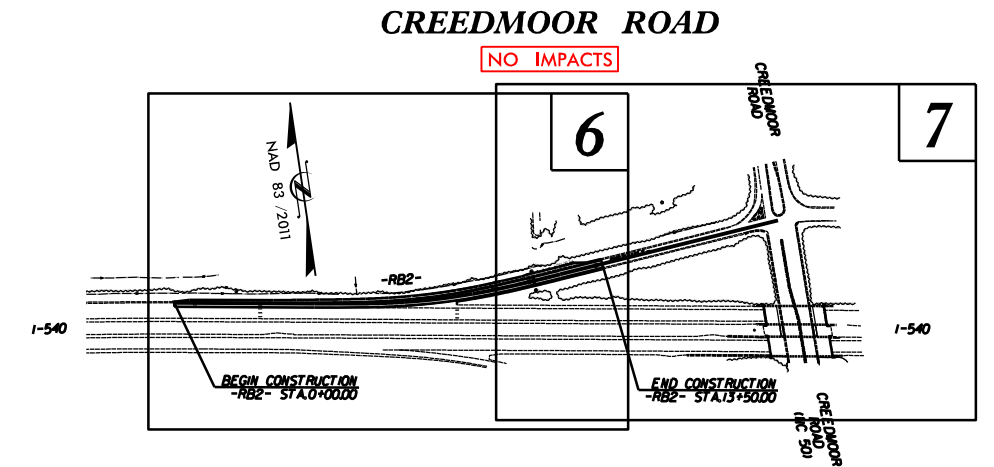 CREEDMOOR ROAD
NO IMPACTS
6
7
CREEDMOOR
ROAD
NAD 83 /2011
-RB2-
I-540
I-540
BEGIN CONSTRUCTION
-RB2- STA.0+00.00
END CONSTRUCTION
-RB2- STA.13+50.00
CREEDMOOR
ROAD
(NC 50)